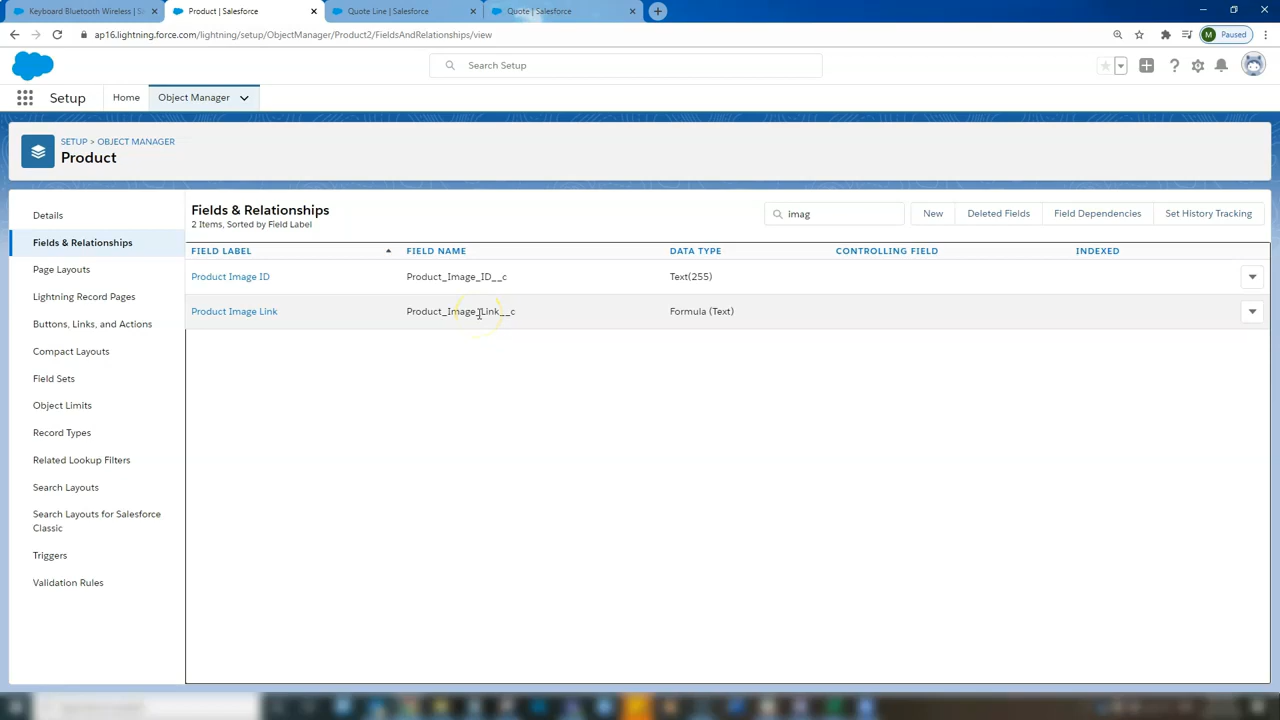 Keyboard Bluetooth Wireless | S
Product | Salesforce
Quote Line | Salesforce
Quote | Salesforce
ap16.lightning.force.com/lightning/setup/ObjectManager/Product2/FieldsAndRelationships/view
M
Paused
Search Setup
Setup
Home
Object Manager
SETUP > OBJECT MANAGER
Product
Details
Fields & Relationships
Page Layouts
Lightning Record Pages
Buttons, Links, and Actions
Compact Layouts
Field Sets
Object Limits
Record Types
Related Lookup Filters
Search Layouts
Search Layouts for Salesforce
Classic
Triggers
Validation Rules
Fields & Relationships
2 Items, Sorted by Field Label
imag
New
Deleted Fields
Field Dependencies
Set History Tracking
FIELD LABEL FIELD NAME DATA TYPE CONTROLLING FIELD INDEXED
Product Image ID Product_Image_ID__c Text(255)
Product Image Link Product_Image_Link__c Formula (Text)